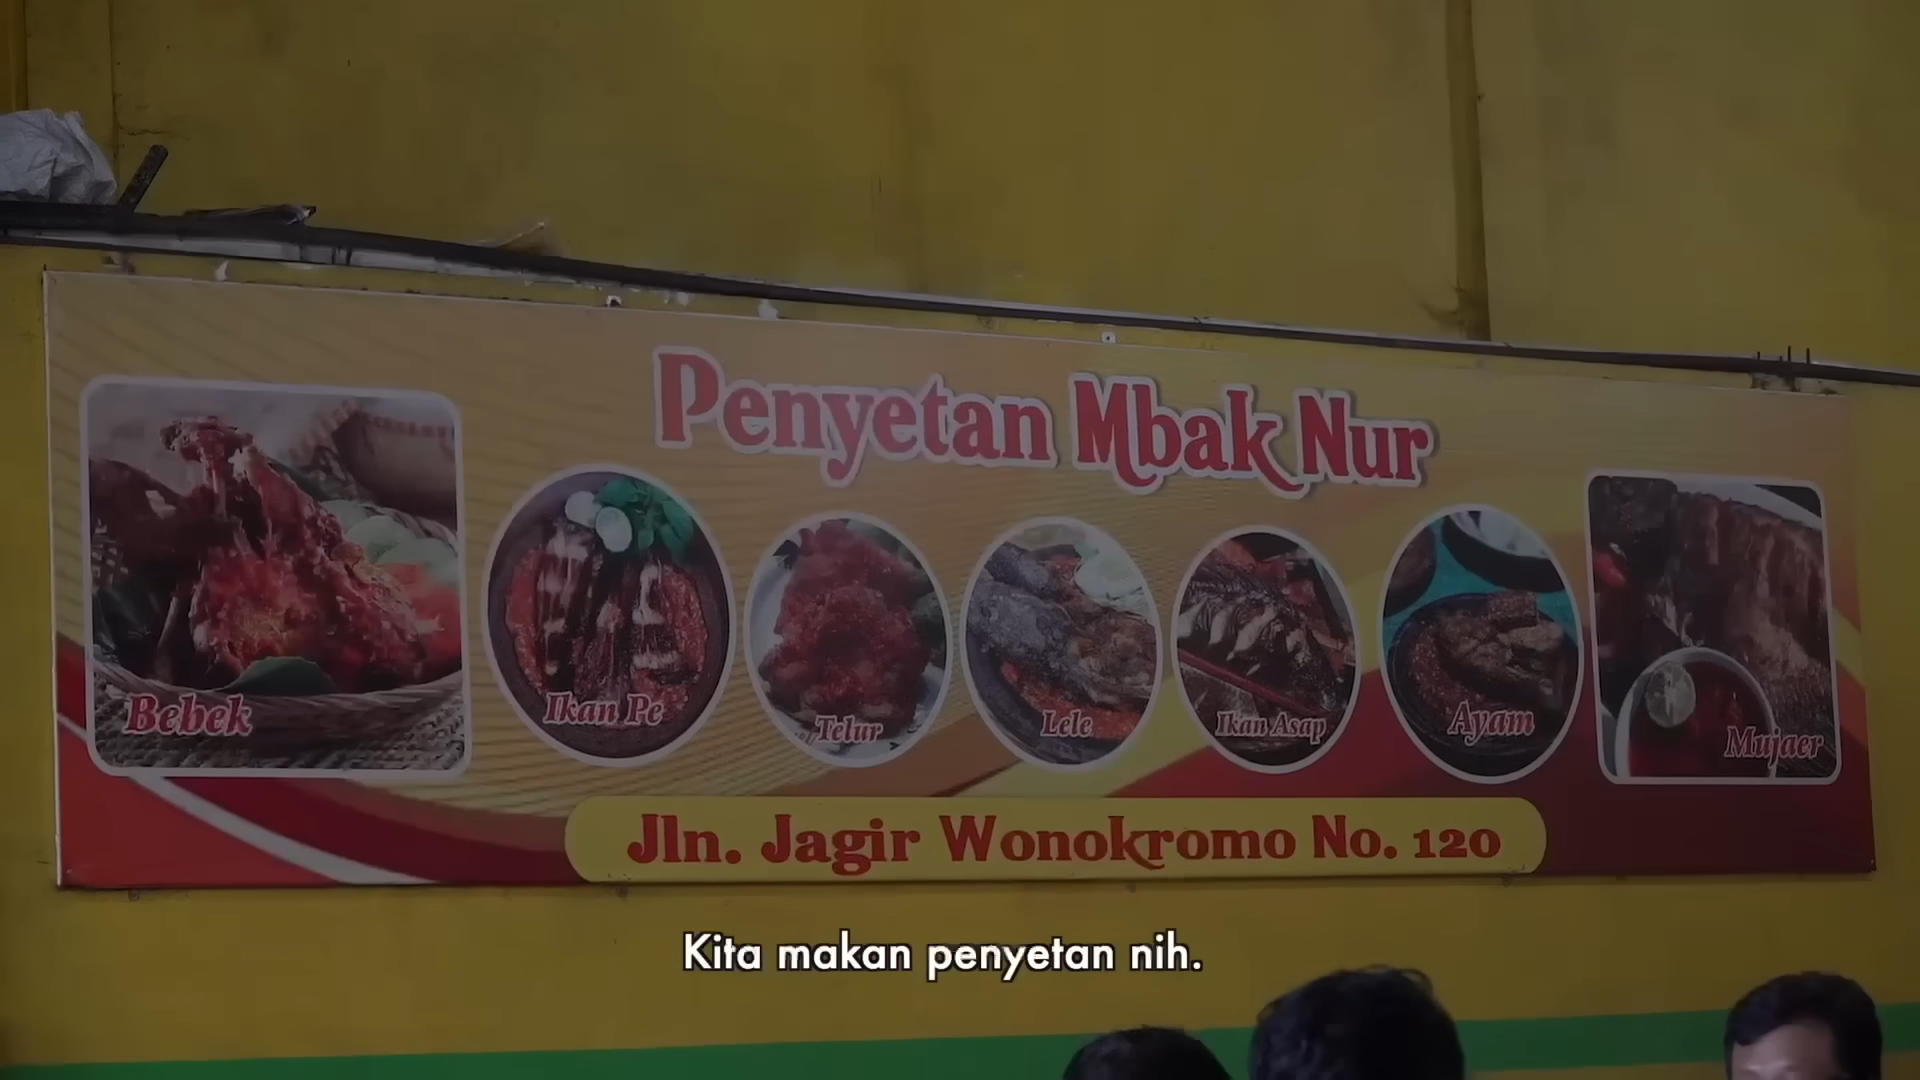 Penyetan Mbak Nur
Bebek
Ikan Pe
Telur
Lele
Ikan Asap
Ayam
Mujaer
Jln. Jagir Wonokromo No. 120
Kita makan penyetan nih.